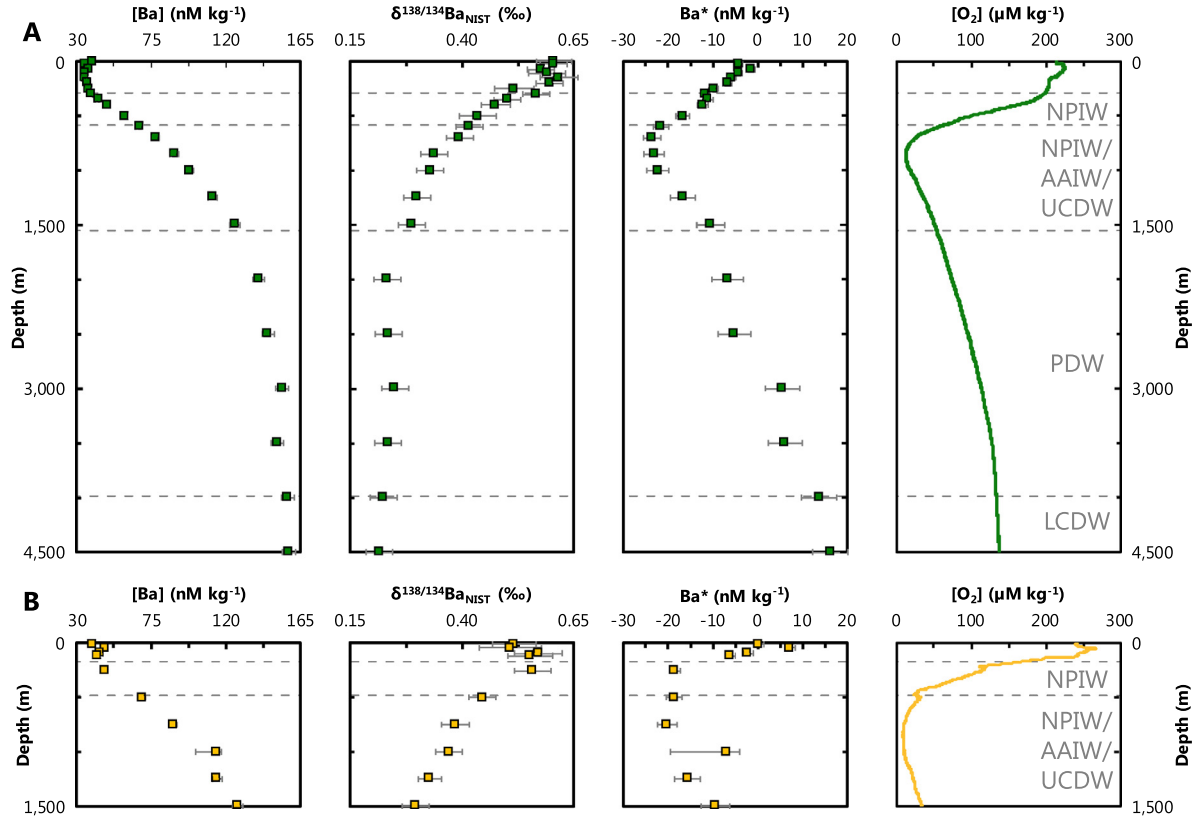 A
[Ba] (nM kg⁻¹)
δ¹³⁸/¹³⁴Ba_NIST (‰)
Ba* (nM kg⁻¹)
[O₂] (µM kg⁻¹)
30 75 120 165
0.15 0.40 0.65
-30 -20 -10 0 10 20
0 100 200 300
0
1,500
3,000
4,500
Depth (m)
NPIW
NPIW/
AAIW/
UCDW
PDW
LCDW
0
1,500
3,000
4,500
Depth (m)
B
[Ba] (nM kg⁻¹)
δ¹³⁸/¹³⁴Ba_NIST (‰)
Ba* (nM kg⁻¹)
[O₂] (µM kg⁻¹)
30 75 120 165
0.15 0.40 0.65
-30 -20 -10 0 10 20
0 100 200 300
0
1,500
Depth (m)
NPIW
NPIW/
AAIW/
UCDW
0
1,500
Depth (m)